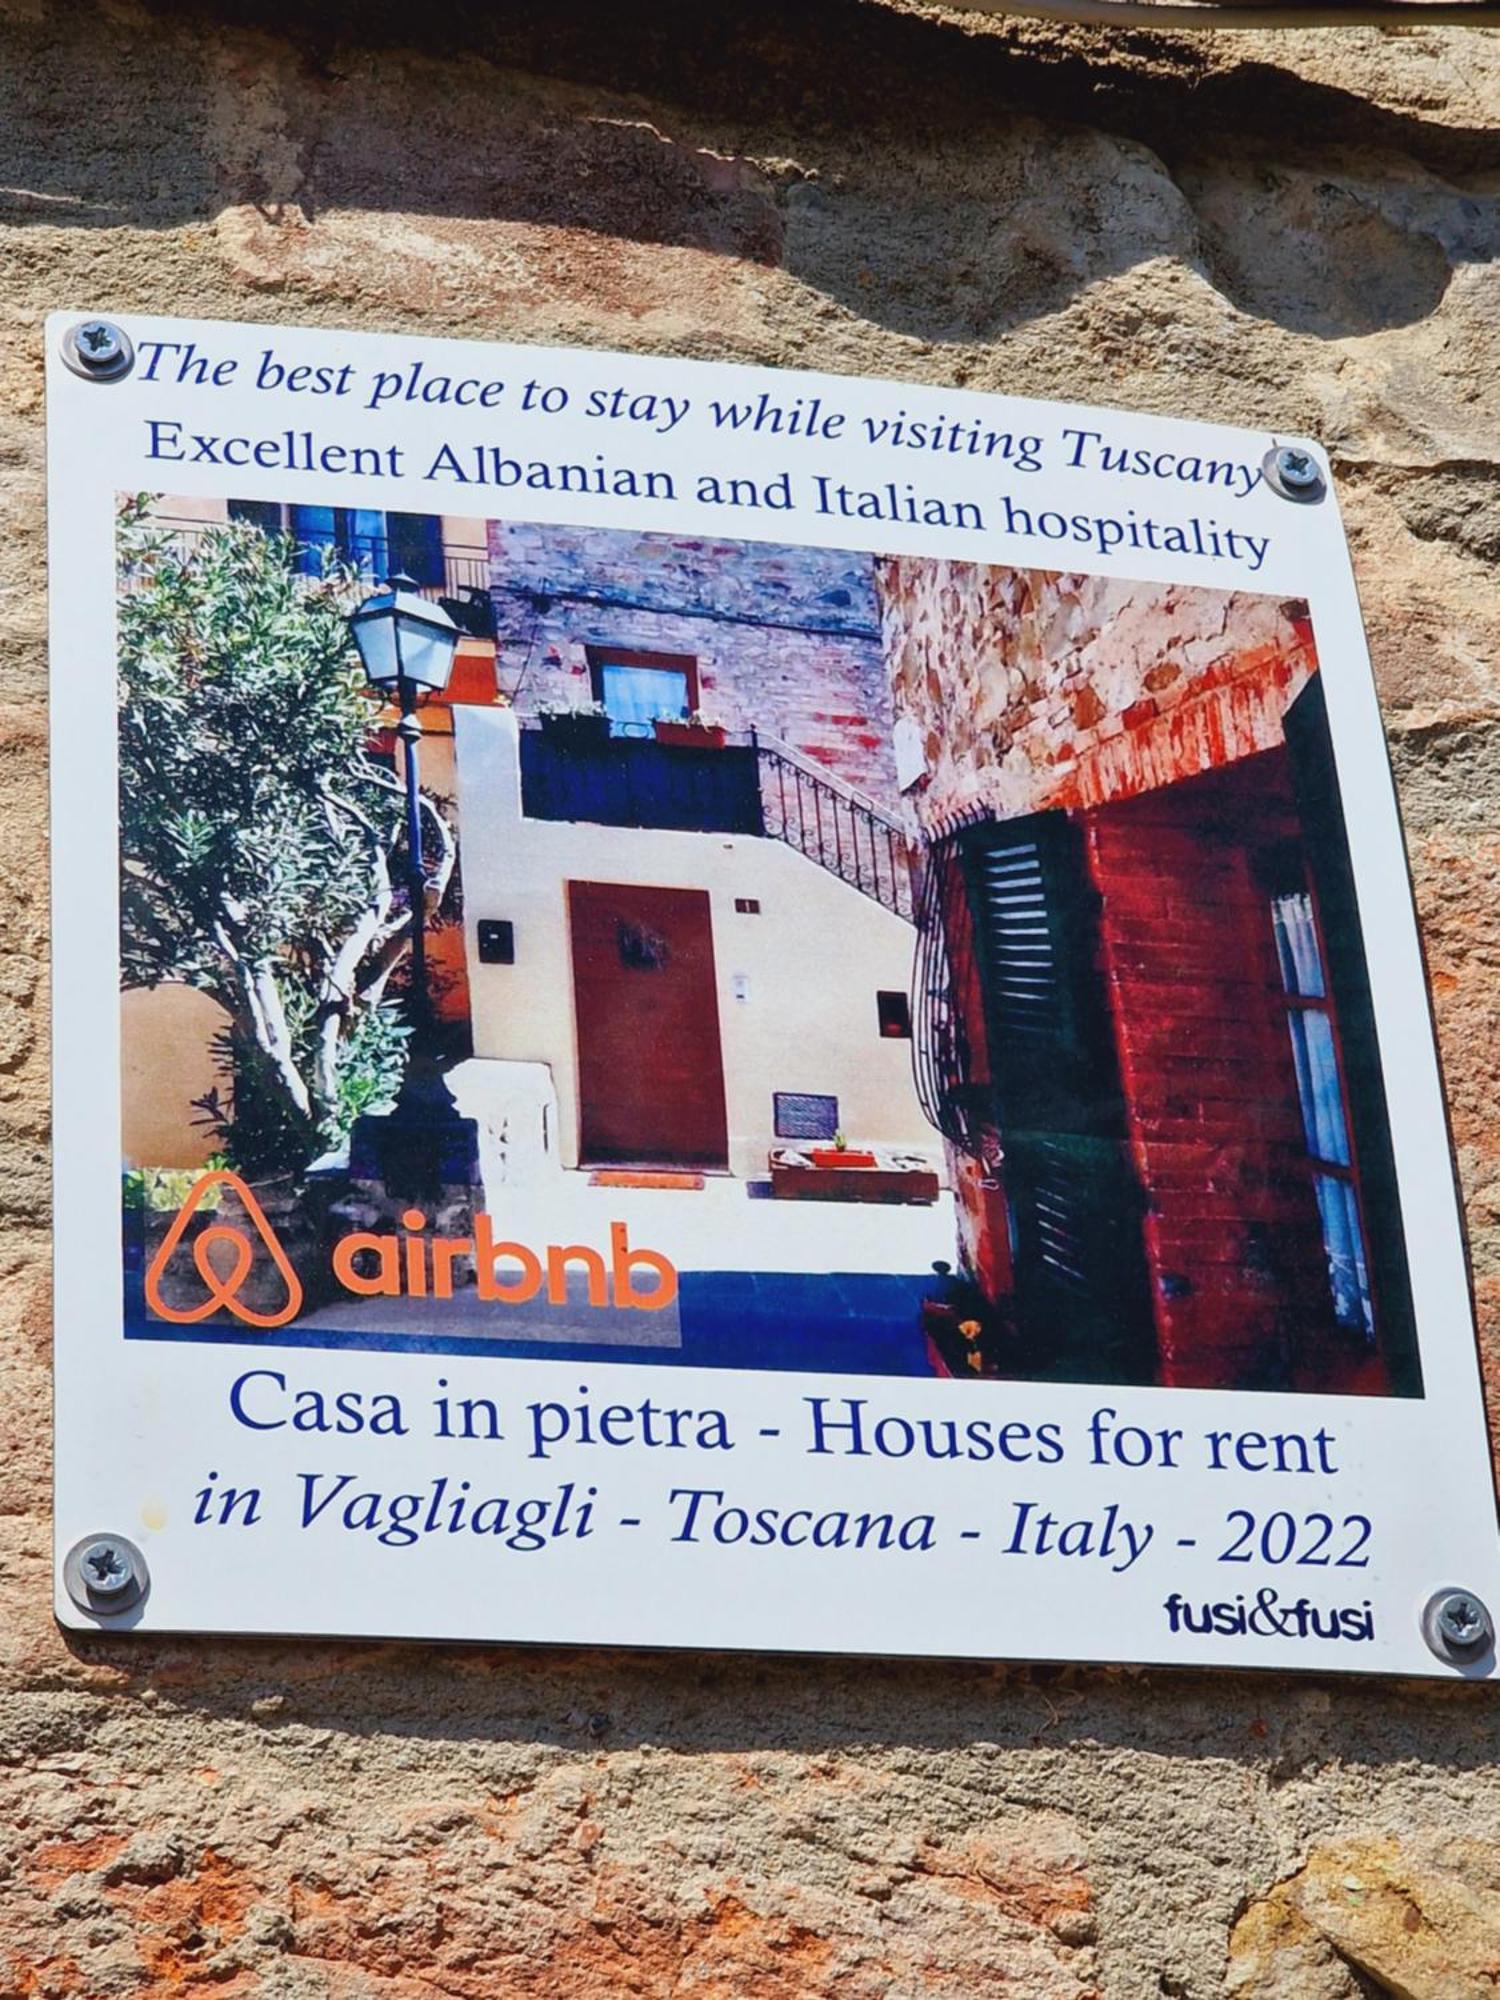 The best place to stay while visiting Tuscany
Excellent Albanian and Italian hospitality
airbnb
Casa in pietra - Houses for rent
in Vagliagli - Toscana - Italy - 2022
fusi&fusi